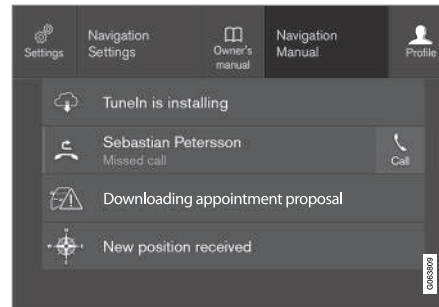 Settings
Navigation
Settings
Owner's
manual
Navigation
Manual
Profile
TuneIn is installing
Sebastian Petersson
Missed call
Call
Downloading appointment proposal
New position received
G063809